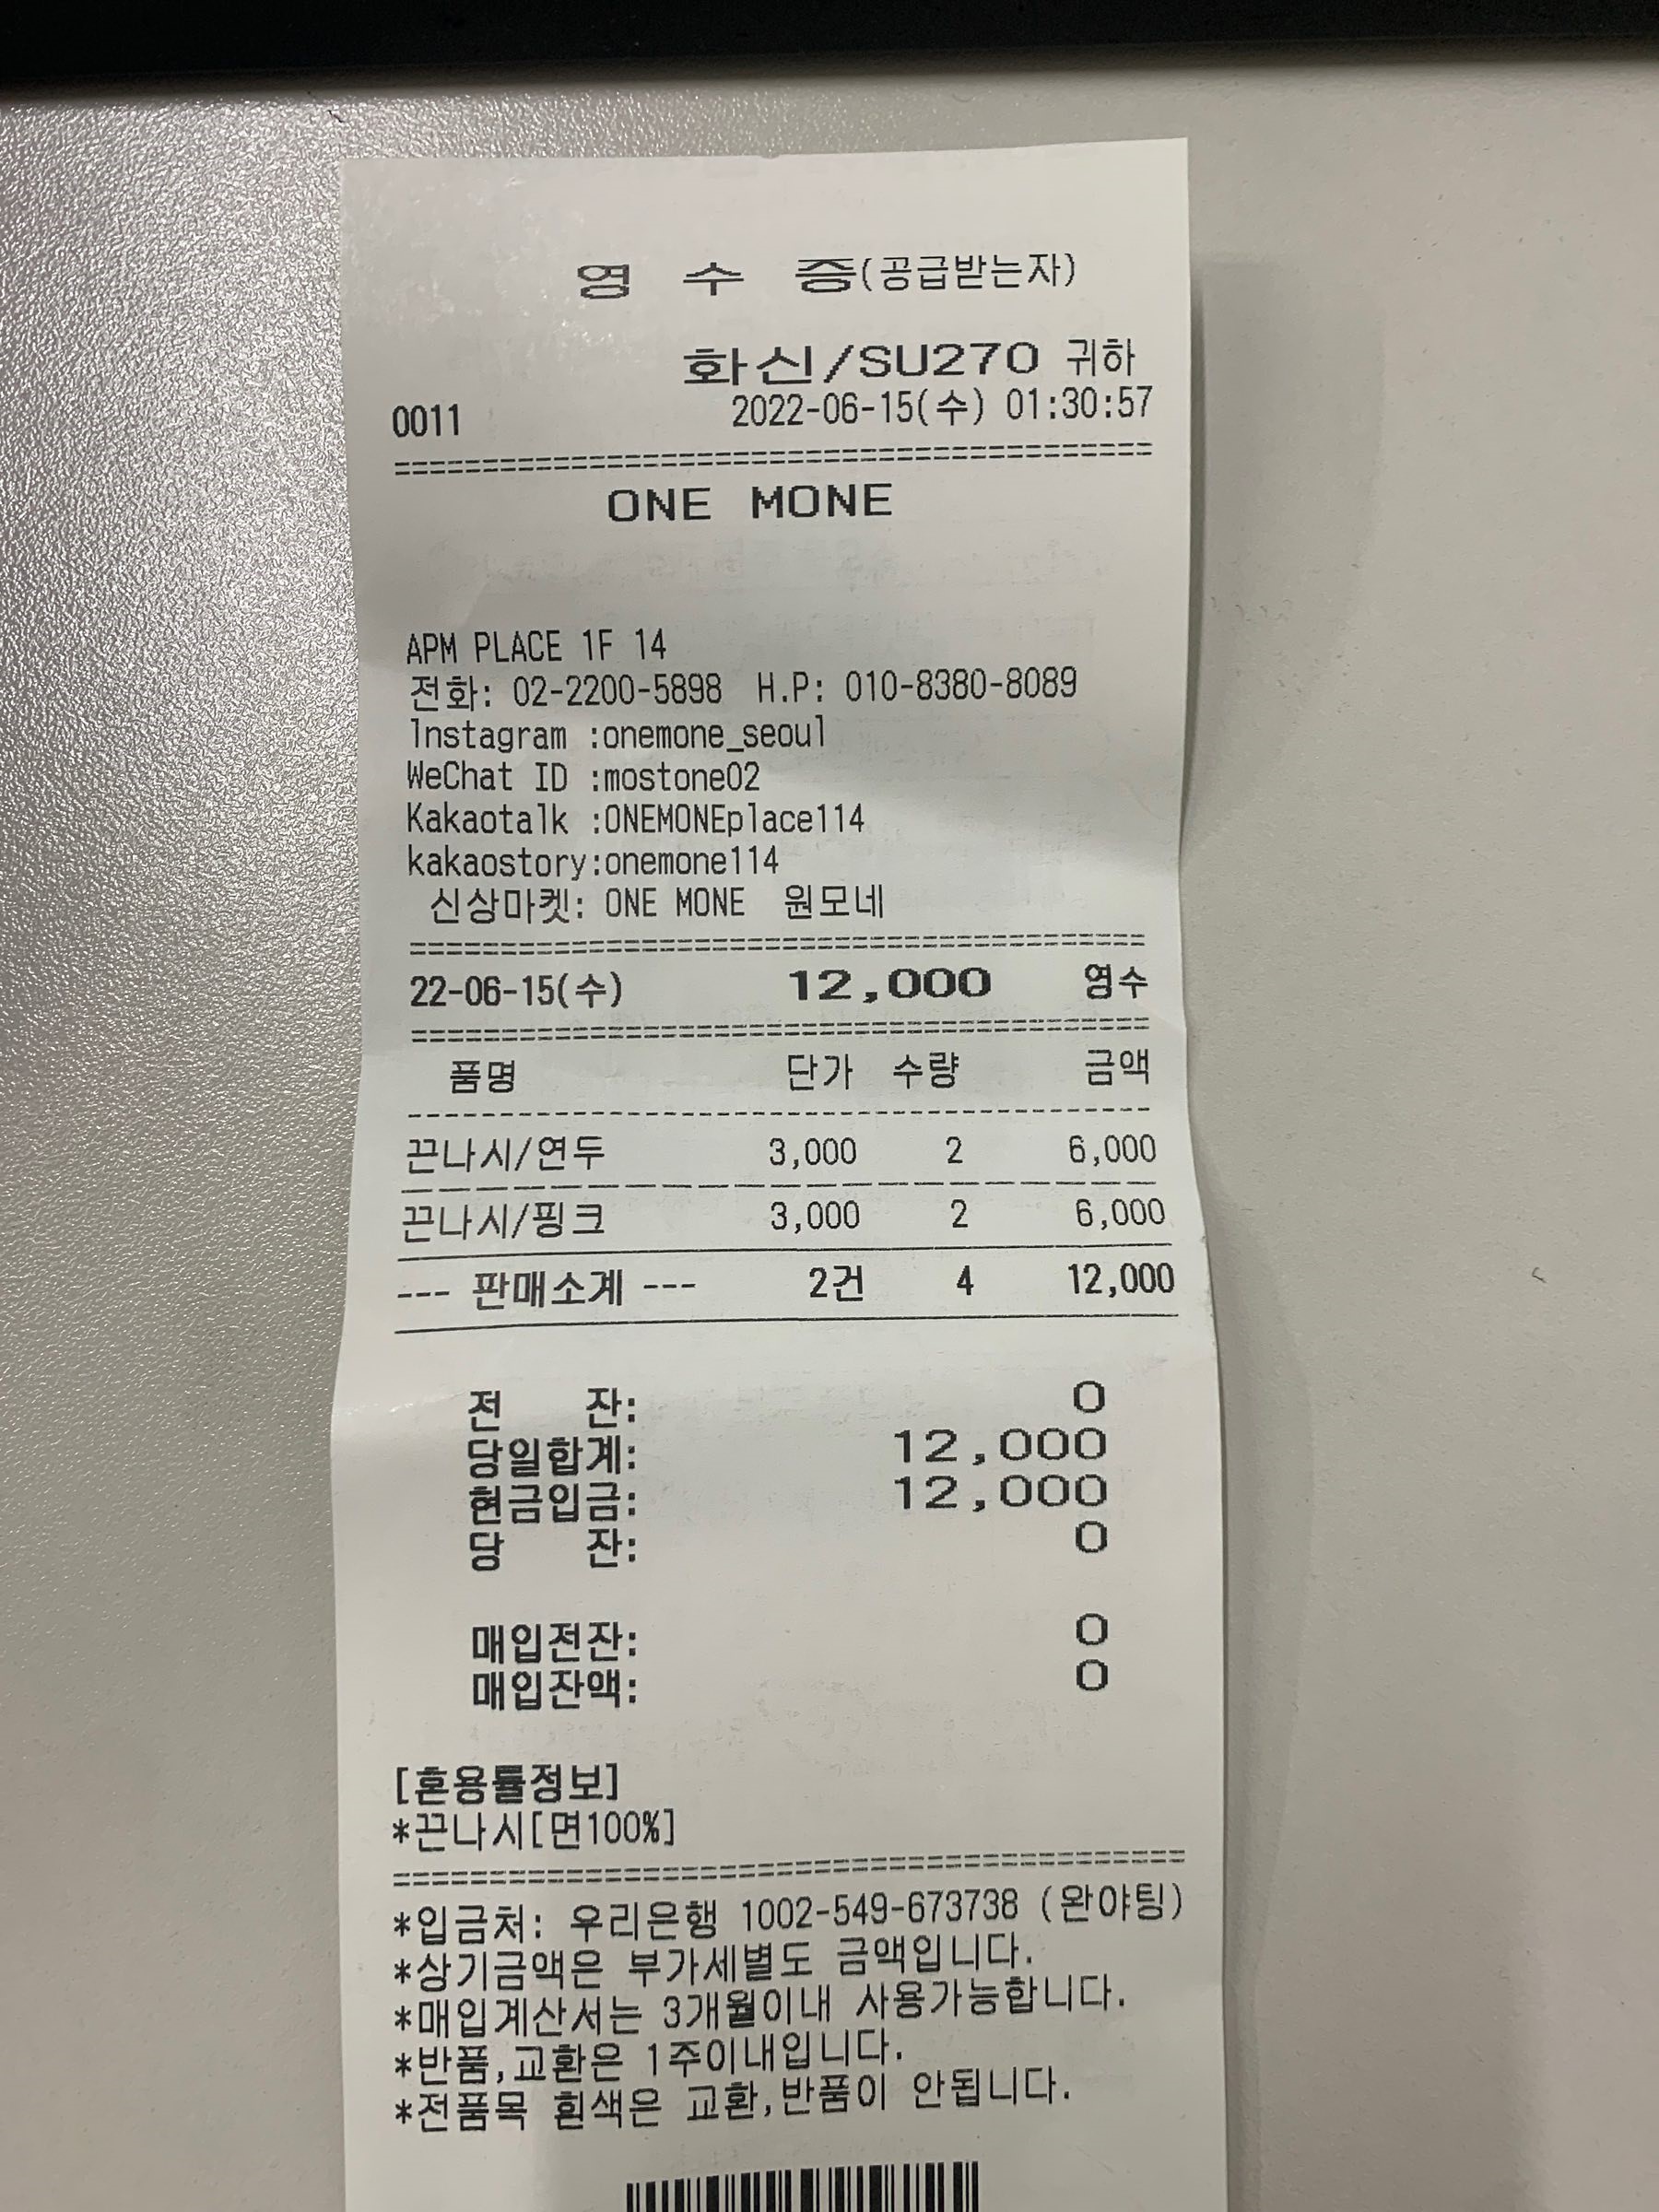 영 수 증(공급받는자)
화신/SU270 귀하
0011 2022-06-15(수) 01:30:57
========================================
ONE MONE
APM PLACE 1F 14
전화: 02-2200-5898 H.P: 010-8380-8089
Instagram :onemone_seoul
WeChat ID :mostone02
Kakaotalk :ONEMONEplace114
kakaostory:onemone114
신상마켓: ONE MONE 원모네
========================================
22-06-15(수) 12,000 영수
========================================
품명 단가 수량 금액
끈나시/연두 3,000 2 6,000
끈나시/핑크 3,000 2 6,000
--- 판매소계 --- 2건 4 12,000
전 잔: 0
당일합계: 12,000
현금입금: 12,000
당 잔: 0
매입전잔: 0
매입잔액: 0
[혼용률정보]
*끈나시[면100%]
========================================
*입금처: 우리은행 1002-549-673738 (완야팅)
*상기금액은 부가세별도 금액입니다.
*매입계산서는 3개월이내 사용가능합니다.
*반품,교환은 1주이내입니다.
*전품목 흰색은 교환,반품이 안됩니다.